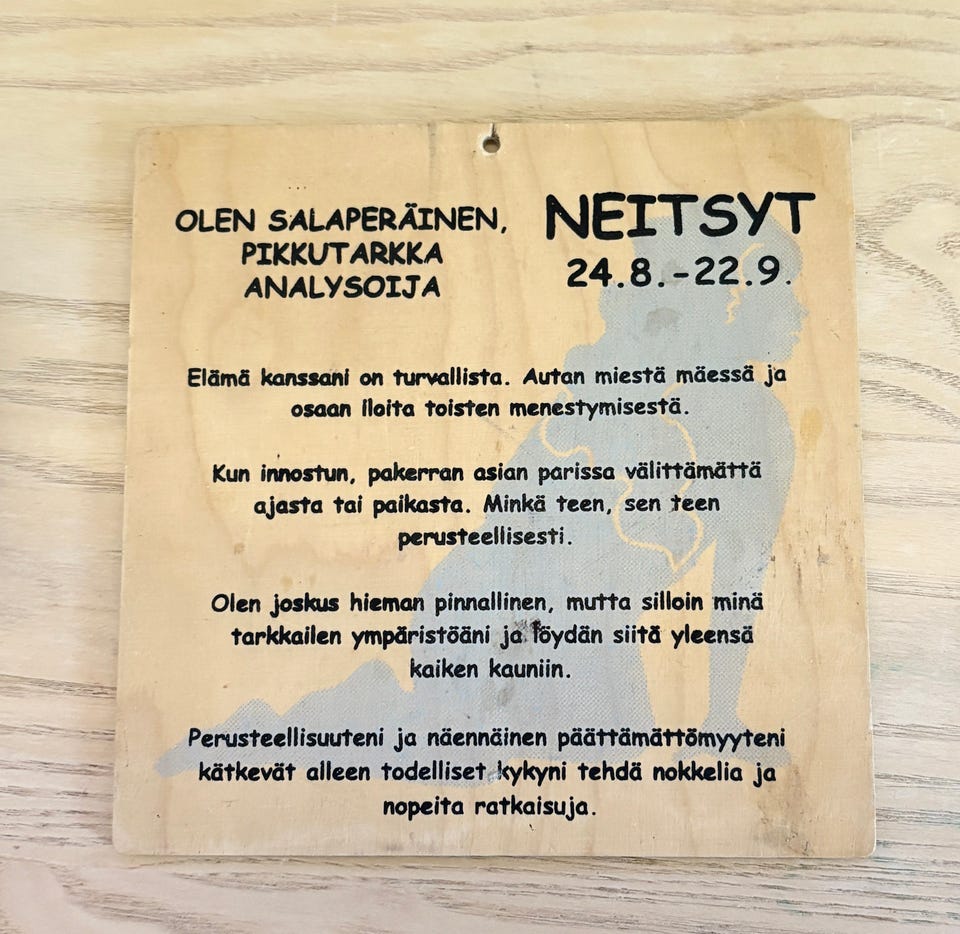 OLEN SALAPERÄINEN,
PIKKUTARKKA
ANALYSOIJA
NEITSYT
24.8.-22.9.
Elämä kanssani on turvallista. Autan miestä mäessä ja
osaan iloita toisten menestymisestä.
Kun innostun, pakerran asian parissa välittämättä
ajasta tai paikasta. Minkä teen, sen teen
perusteellisesti.
Olen joskus hieman pinnallinen, mutta silloin minä
tarkkailen ympäristöäni ja löydän siitä yleensä
kaiken kauniin.
Perusteellisuuteni ja näennäinen päättämättömyyteni
kätkevät alleen todelliset kykyni tehdä nokkelia ja
nopeita ratkaisuja.